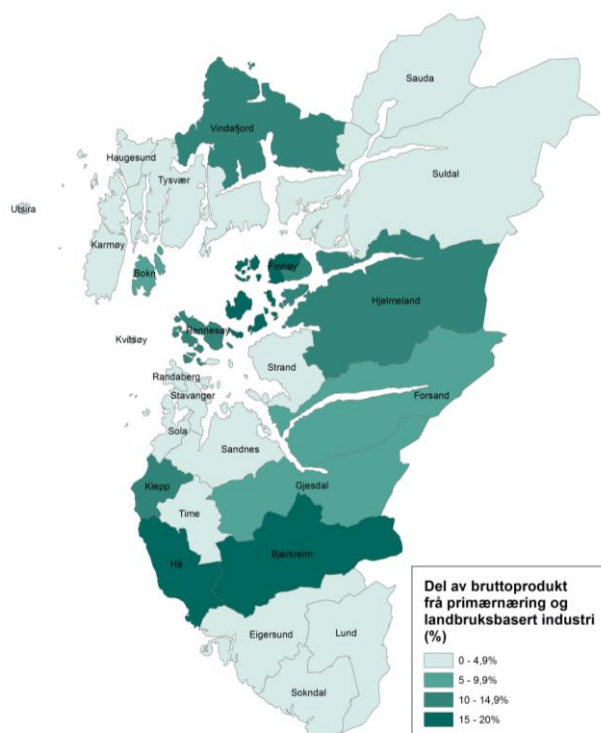 Sauda
Vindafjord
Haugesund
Tysvær
Suldal
Utsira
Karmøy
Bokn
Finnøy
Hjelmeland
Rennesøy
Kvitsøy
Strand
Randaberg
Forsand
Stavanger
Sola
Sandnes
Klepp
Gjesdal
Time
Hå
Bjerkreim
Eigersund
Lund
Sokndal
Del av bruttoprodukt
frå primærnæring og
landbruksbasert industri
(%)
0 - 4,9%
5 - 9,9%
10 - 14,9%
15 - 20%